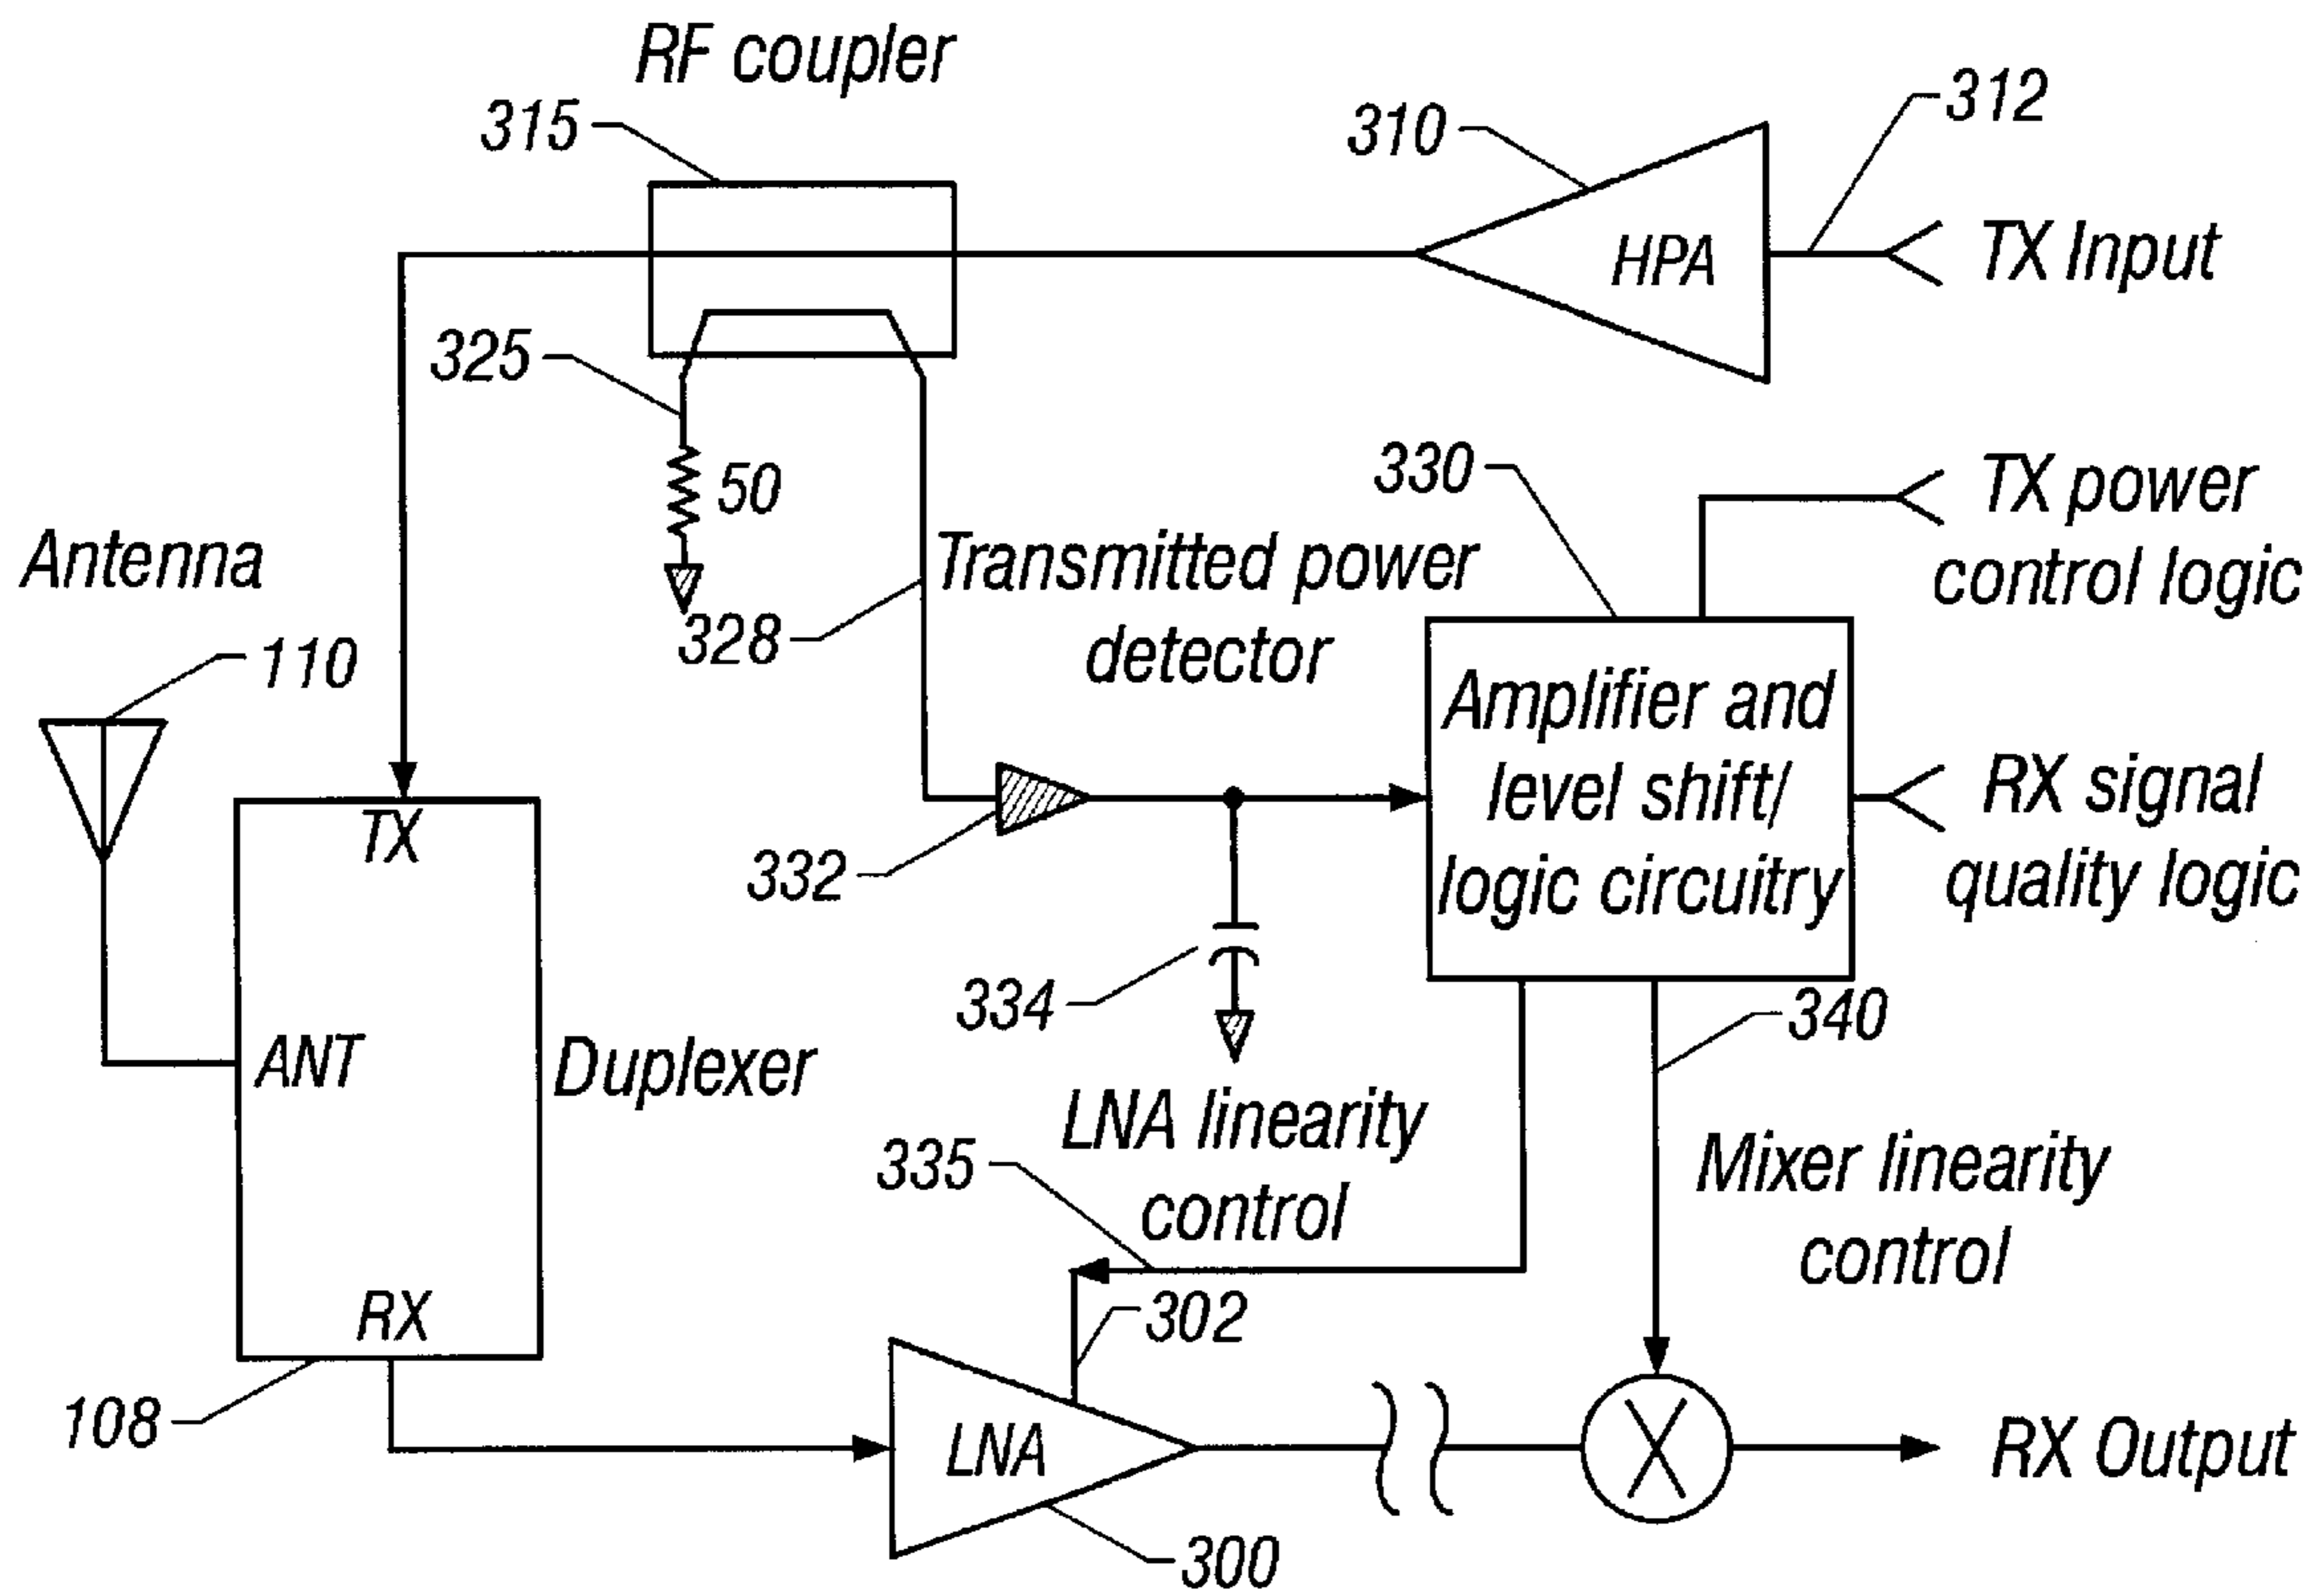 RF coupler
315
310
312
HPA
TX Input
325
50
330
TX power
control logic
Antenna
Transmitted power
detector
328
110
Amplifier and
level shift/
logic circuitry
RX signal
quality logic
TX
332
334
340
ANT
Duplexer
LNA linearity
control
335
Mixer linearity
control
302
RX
108
LNA
X
RX Output
300